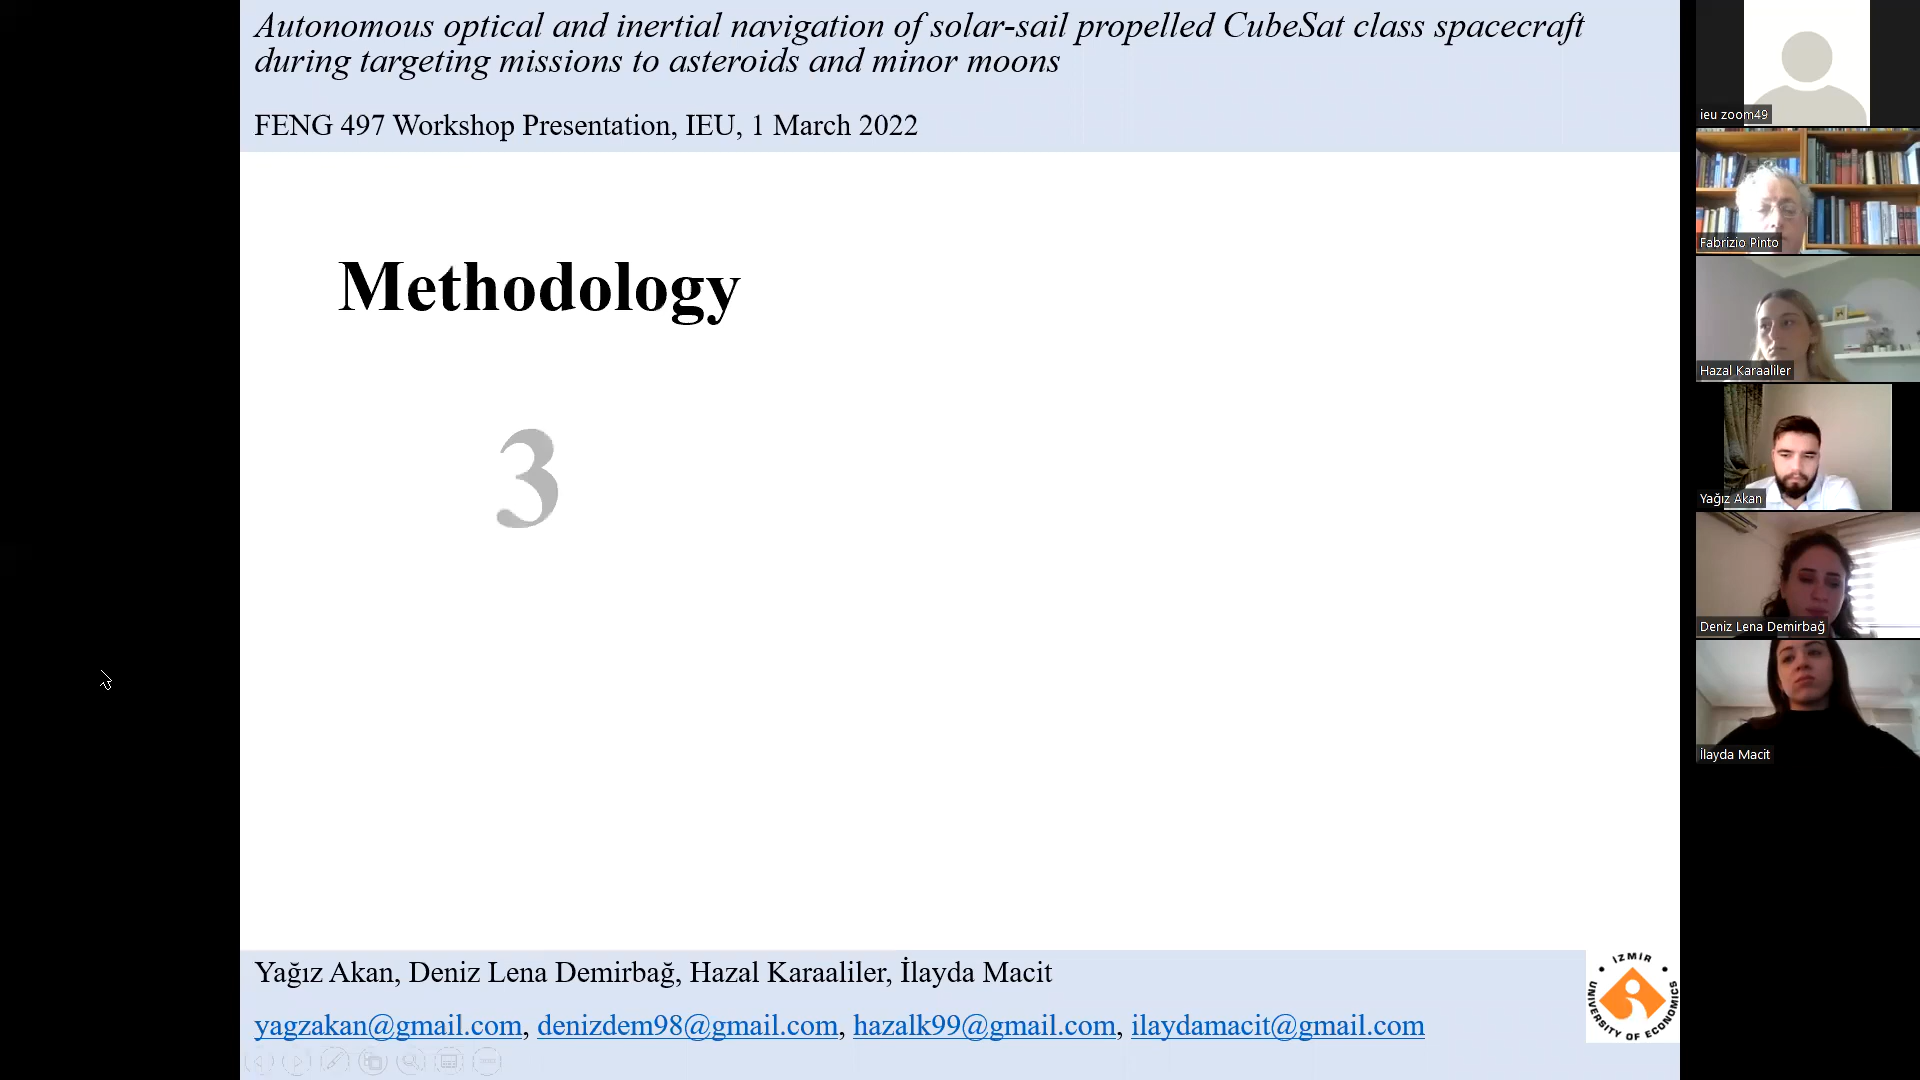 Autonomous optical and inertial navigation of solar-sail propelled CubeSat class spacecraft
during targeting missions to asteroids and minor moons
FENG 497 Workshop Presentation, IEU, 1 March 2022
Methodology
3
Yağız Akan, Deniz Lena Demirbağ, Hazal Karaaliler, İlayda Macit
yagzakan@gmail.com, denizdem98@gmail.com, hazalk99@gmail.com, ilaydamacit@gmail.com
IZMIR
UNIVERSITY OF ECONOMICS
ieu zoom49
Fabrizio Pinto
Hazal Karaaliler
Yağız Akan
Deniz Lena Demirbağ
İlayda Macit